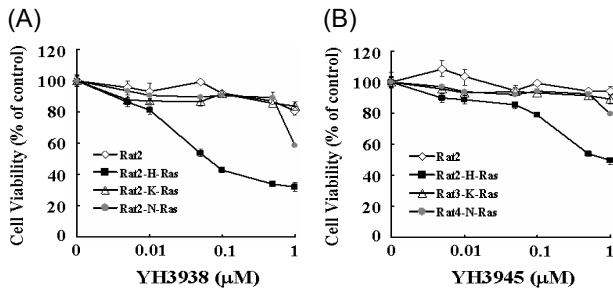 (A)
Cell Viability (% of control)
120
100
80
60
40
20
0
Rat2
Rat2-H-Ras
Rat2-K-Ras
Rat2-N-Ras
0
0.01
0.1
1
YH3938 (μM)
(B)
Cell Viability (% of control)
120
100
80
60
40
20
0
Rat2
Rat2-H-Ras
Rat3-K-Ras
Rat4-N-Ras
0
0.01
0.1
1
YH3945 (μM)